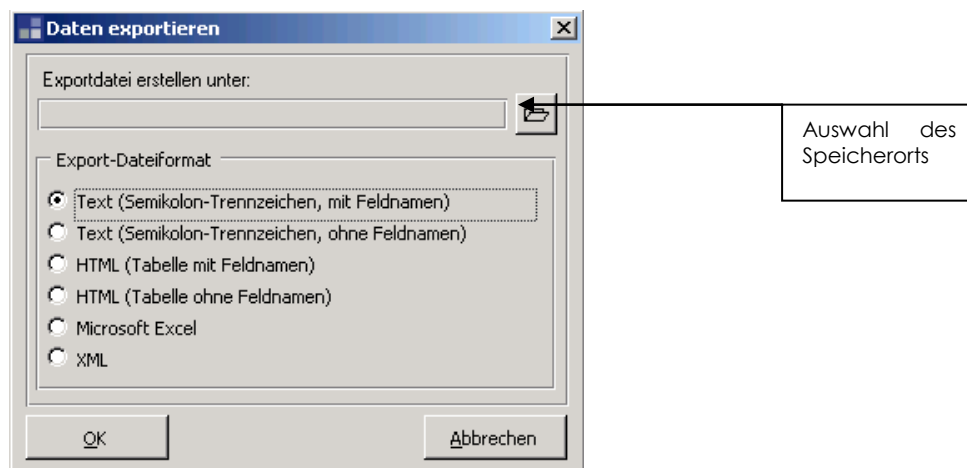 Daten exportieren
Exportdatei erstellen unter:
Auswahl des
Speicherorts
Export-Dateiformat
Text (Semikolon-Trennzeichen, mit Feldnamen)
Text (Semikolon-Trennzeichen, ohne Feldnamen)
HTML (Tabelle mit Feldnamen)
HTML (Tabelle ohne Feldnamen)
Microsoft Excel
XML
OK
Abbrechen